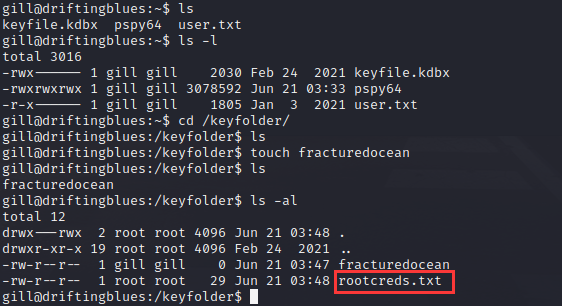 gill@driftingblues:~$ ls
keyfile.kdbx  pspy64  user.txt
gill@driftingblues:~$ ls -l
total 3016
-rwx------ 1 gill gill    2030 Feb 24  2021 keyfile.kdbx
-rwxrwxrwx 1 gill gill 3078592 Jun 21 03:33 pspy64
-r-x------ 1 gill gill    1805 Jan  3  2021 user.txt
gill@driftingblues:~$ cd /keyfolder/
gill@driftingblues:/keyfolder$ ls
gill@driftingblues:/keyfolder$ touch fracturedocean
gill@driftingblues:/keyfolder$ ls
fracturedocean
gill@driftingblues:/keyfolder$ ls -al
total 12
drwx---rwx  2 root root 4096 Jun 21 03:48 .
drwxr-xr-x 19 root root 4096 Feb 24  2021 ..
-rw-r--r--  1 gill gill    0 Jun 21 03:47 fracturedocean
-rw-r--r--  1 root root   29 Jun 21 03:48 rootcreds.txt
gill@driftingblues:/keyfolder$